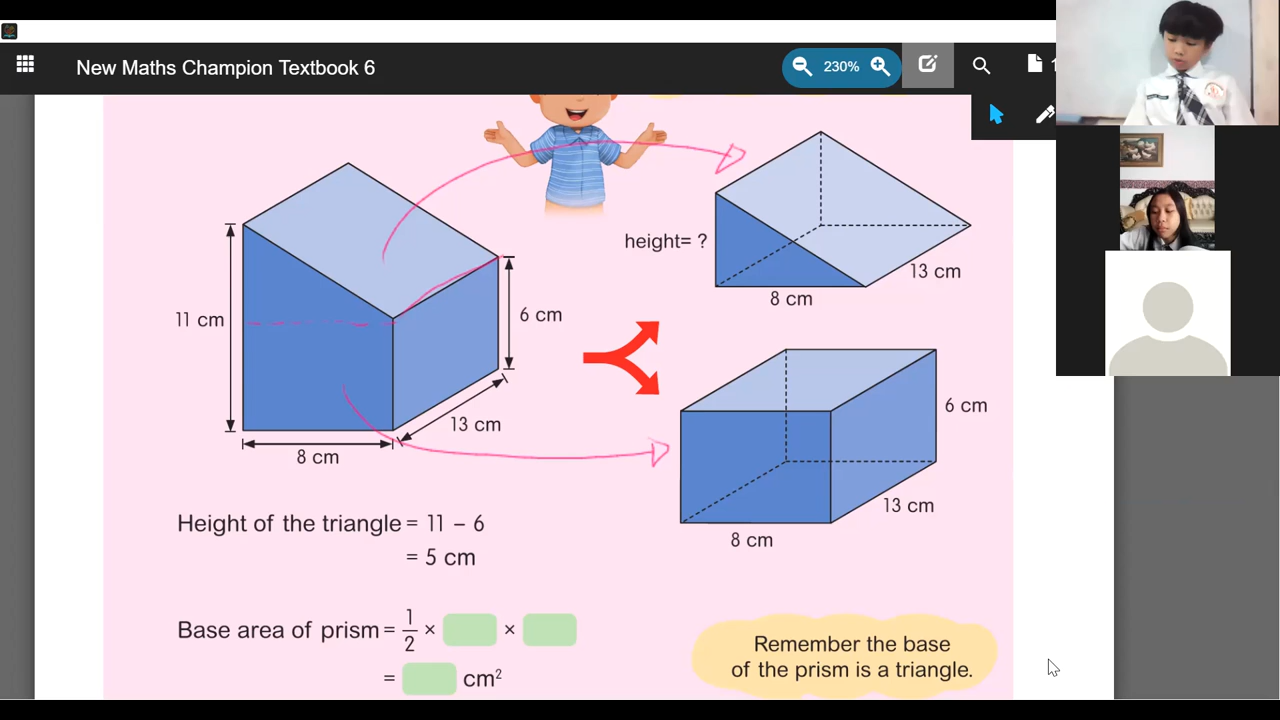 New Maths Champion Textbook 6
230%
11 cm
6 cm
13 cm
8 cm
height= ?
13 cm
8 cm
6 cm
13 cm
8 cm
Height of the triangle = 11 – 6
= 5 cm
Base area of prism = 1/2 × ×
= cm²
Remember the base
of the prism is a triangle.